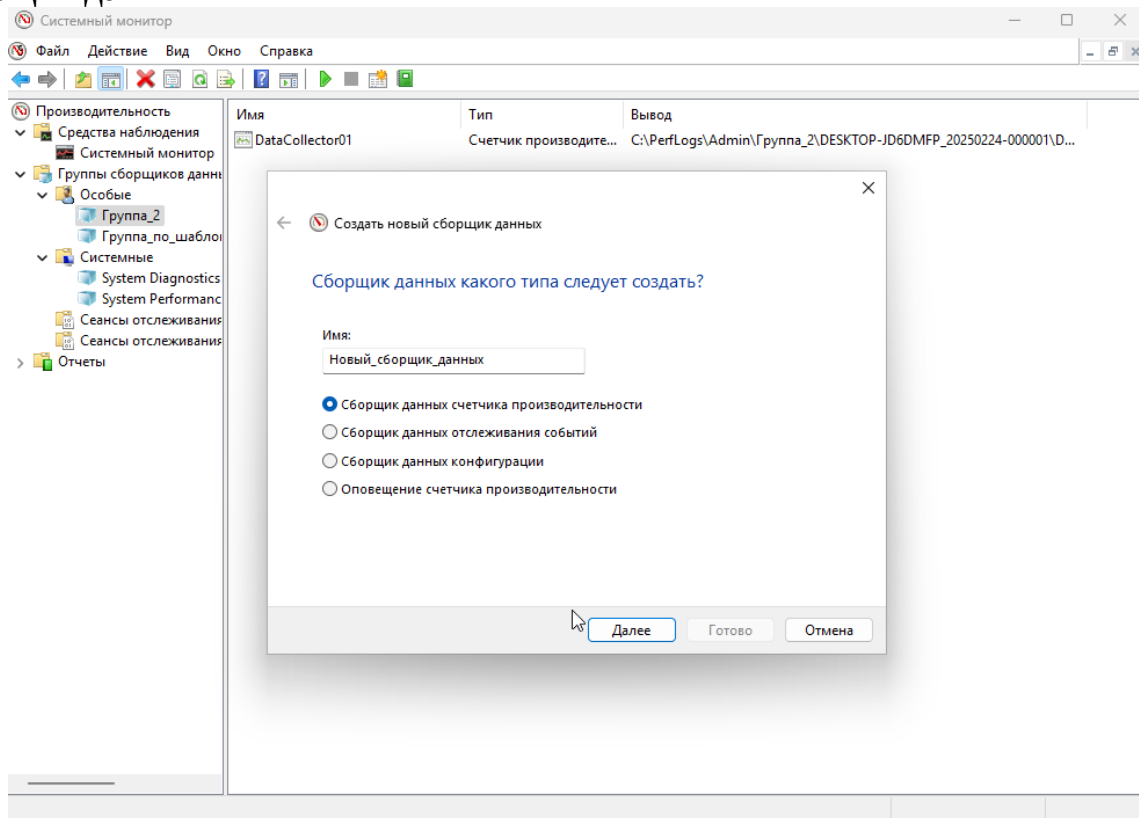 Системный монитор
Файл Действие Вид Окно Справка
Производительность
Средства наблюдения
Системный монитор
Группы сборщиков даннь
Особые
Группа_2
Группа_по_шаблон
Системные
System Diagnostics
System Performanc
Сеансы отслеживания
Сеансы отслеживания
Отчеты
Имя Тип Вывод
DataCollector01 Счетчик производите... C:\PerfLogs\Admin\Группа_2\DESKTOP-JD6DMFP_20250224-000001\D...
Создать новый сборщик данных
Сборщик данных какого типа следует создать?
Имя:
Новый_сборщик_данных
Сборщик данных счетчика производительности
Сборщик данных отслеживания событий
Сборщик данных конфигурации
Оповещение счетчика производительности
Далее Готово Отмена